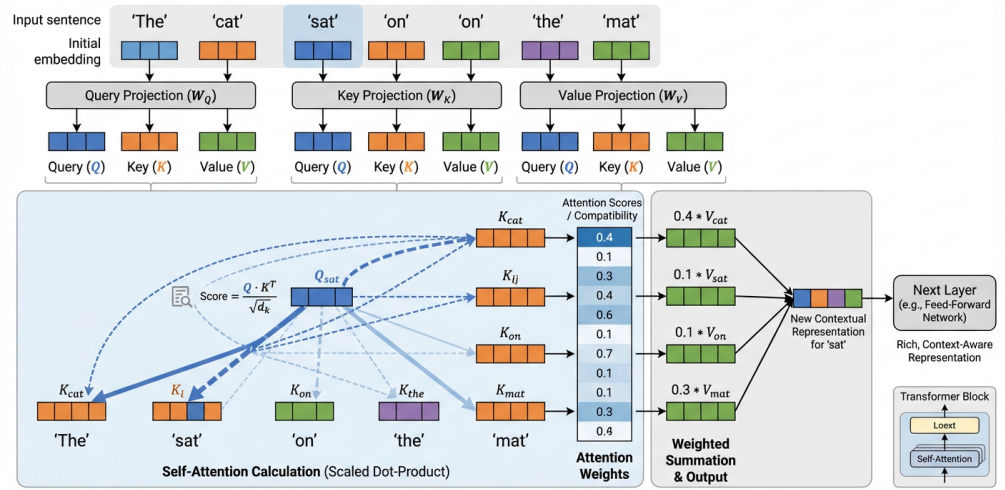 Input sentence 'The' 'cat' 'sat' 'on' 'on' 'the' 'mat'
Initial
embedding
Query Projection (W_Q) Key Projection (W_K) Value Projection (W_V)
Query (Q) Key (K) Value (V) Query (Q) Key (K) Value (V) Query (Q) Key (K) Value (V)
Attention Scores
/ Compatibility
K_cat
0.4
0.1
0.3
0.4
0.6
0.1
0.7
0.1
0.1
0.3
0.4
Q_sat
K_ij
Score = Q · K^T / √d_k
K_on
K_cat K_i K_on K_the K_mat
'The' 'sat' 'on' 'the' 'mat'
Self-Attention Calculation (Scaled Dot-Product)
Attention
Weights
0.4 * V_cat
0.1 * V_sat
0.1 * V_on
0.3 * V_mat
Weighted
Summation
& Output
New Contextual
Representation
for 'sat'
Next Layer
(e.g., Feed-Forward
Network)
Rich, Context-Aware
Representation
Transformer Block
Loext
Self-Attention